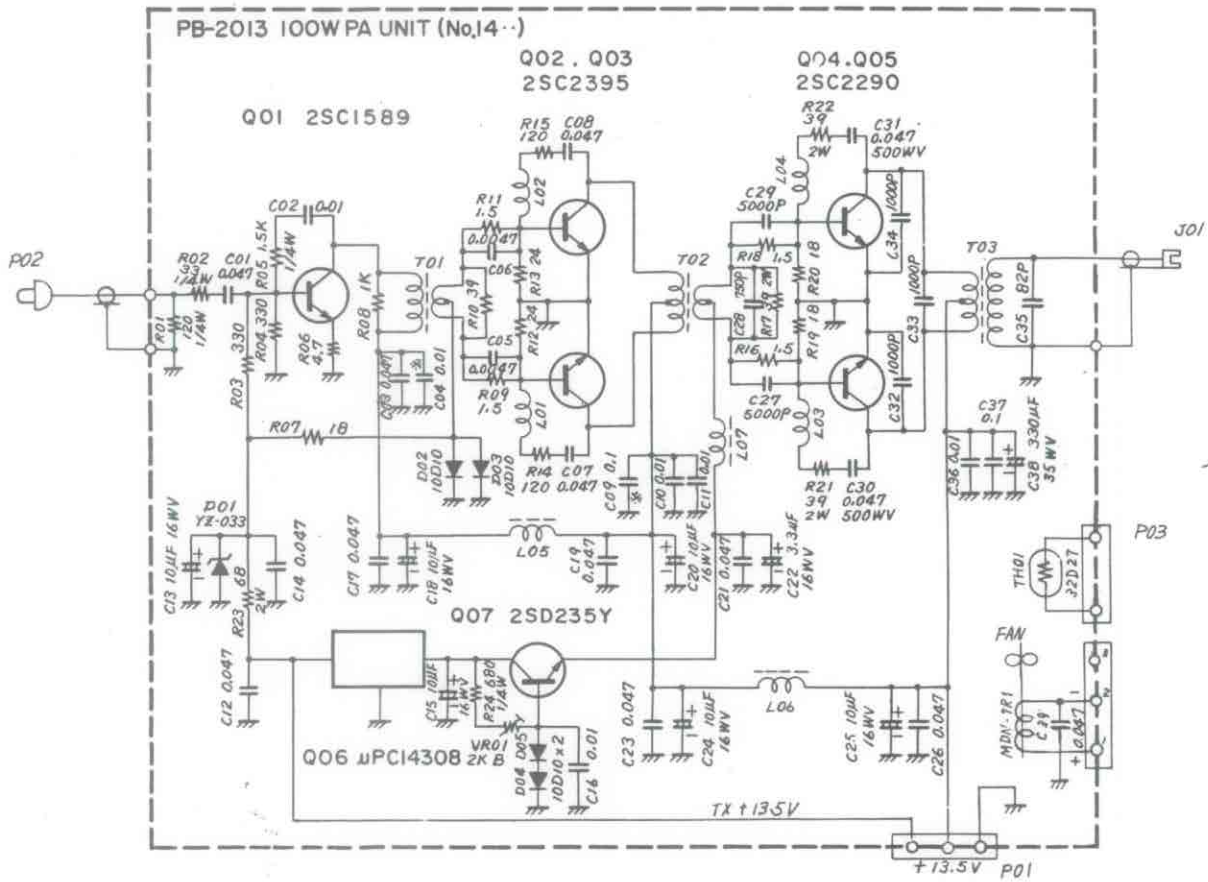 PB-2013 100W PA UNIT (No,14··)
Q02 . Q03
2SC2395
Q04.Q05
2SC2290
Q01 2SC1589
R22
39
2W
C31
0.047
500WV
R15
120
C08
0.047
L04
L02
C02
0.01
R11
1.5
0.0047
C06
C29
5000P
1000P
C34
J01
P02
R02
33
1/4W
C01
0.047
R05 1.5K
1/4W
R04 330
R08 1K
T01
R10 39
R13 24
R12 24
T02
R18
1.5
R20 18
C28 750P
R17 39 2W
R19 18
1000P
C33
T03
C35 82P
R01
120
1/4W
R06
4.7
330
R03
C03 0.047
※
C04 0.01
C05
0.0047
R09
1.5
L01
R16
1.5
C27
5000P
L03
1000P
C32
R07 18
D02
10D10
D03
10D10
R14
120
C07
0.047
L07
R21
39
2W
C30
0.047
500WV
C09 0.1
※
C10 0.01
C11 0.01
C36 0.01
C37
0.1
C38 330µF
35 WV
C13 10µF 16WV
D01
YZ-033
R23 68
2W
C14 0.047
C17 0.047
C18 10µF
16WV
L05
C19
0.047
C20 10µF
16WV
C21 0.047
C22 3.3µF
16WV
P03
TH01
32D27
Q07 2SD235Y
FAN
C12 0.047
C15 10µF
16WV
R24 680
1/4W
L06
MDN-7R1
C39
0.047
1
+
Q06 µPC14308
VR01
2K B
D04 D05
10D10 x 2
C16 0.01
C23 0.047
C24 10µF
16WV
C25 10µF
16WV
C26 0.047
TX +13.5V
+13.5V
P01